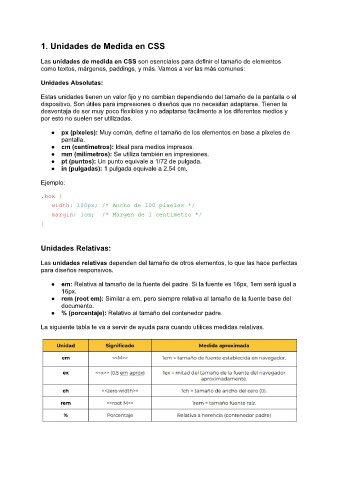 1. Unidades de Medida en CSS
Las unidades de medida en CSS son esenciales para definir el tamaño de elementos
como textos, márgenes, paddings, y más. Vamos a ver las más comunes:
Unidades Absolutas:
Estas unidades tienen un valor fijo y no cambian dependiendo del tamaño de la pantalla o el
dispositivo. Son útiles para impresiones o diseños que no necesitan adaptarse. Tienen la
desventaja de ser muy poco flexibles y no adaptarse fácilmente a los diferentes medios y
por esto no suelen ser utilizadas.
● px (píxeles): Muy común, define el tamaño de los elementos en base a píxeles de
pantalla.
● cm (centímetros): Ideal para medios impresos.
● mm (milímetros): Se utiliza también en impresiones.
● pt (puntos): Un punto equivale a 1/72 de pulgada.
● in (pulgadas): 1 pulgada equivale a 2.54 cm.
Ejemplo:
.box {
width: 100px; /* Ancho de 100 píxeles */
margin: 1cm; /* Margen de 1 centímetro */
}
Unidades Relativas:
Las unidades relativas dependen del tamaño de otros elementos, lo que las hace perfectas
para diseños responsivos.
● em: Relativa al tamaño de la fuente del padre. Si la fuente es 16px, 1em será igual a
16px.
● rem (root em): Similar a em, pero siempre relativa al tamaño de la fuente base del
documento.
● % (porcentaje): Relativo al tamaño del contenedor padre.
La siguiente tabla te va a servir de ayuda para cuando utilices medidas relativas.
Unidad Significado Medida aproximada
em <<M>> 1em = tamaño de fuente establecida en navegador.
ex <<x>> (0,5 em aprox) 1ex = mitad del tamaño de la fuente del navegador
aproximadamente.
ch <<zero width>> 1ch = tamaño de ancho del cero (0).
rem <<root M>> 1rem = tamaño fuente raíz.
% Porcentaje Relativa a herencia (contenedor padre)